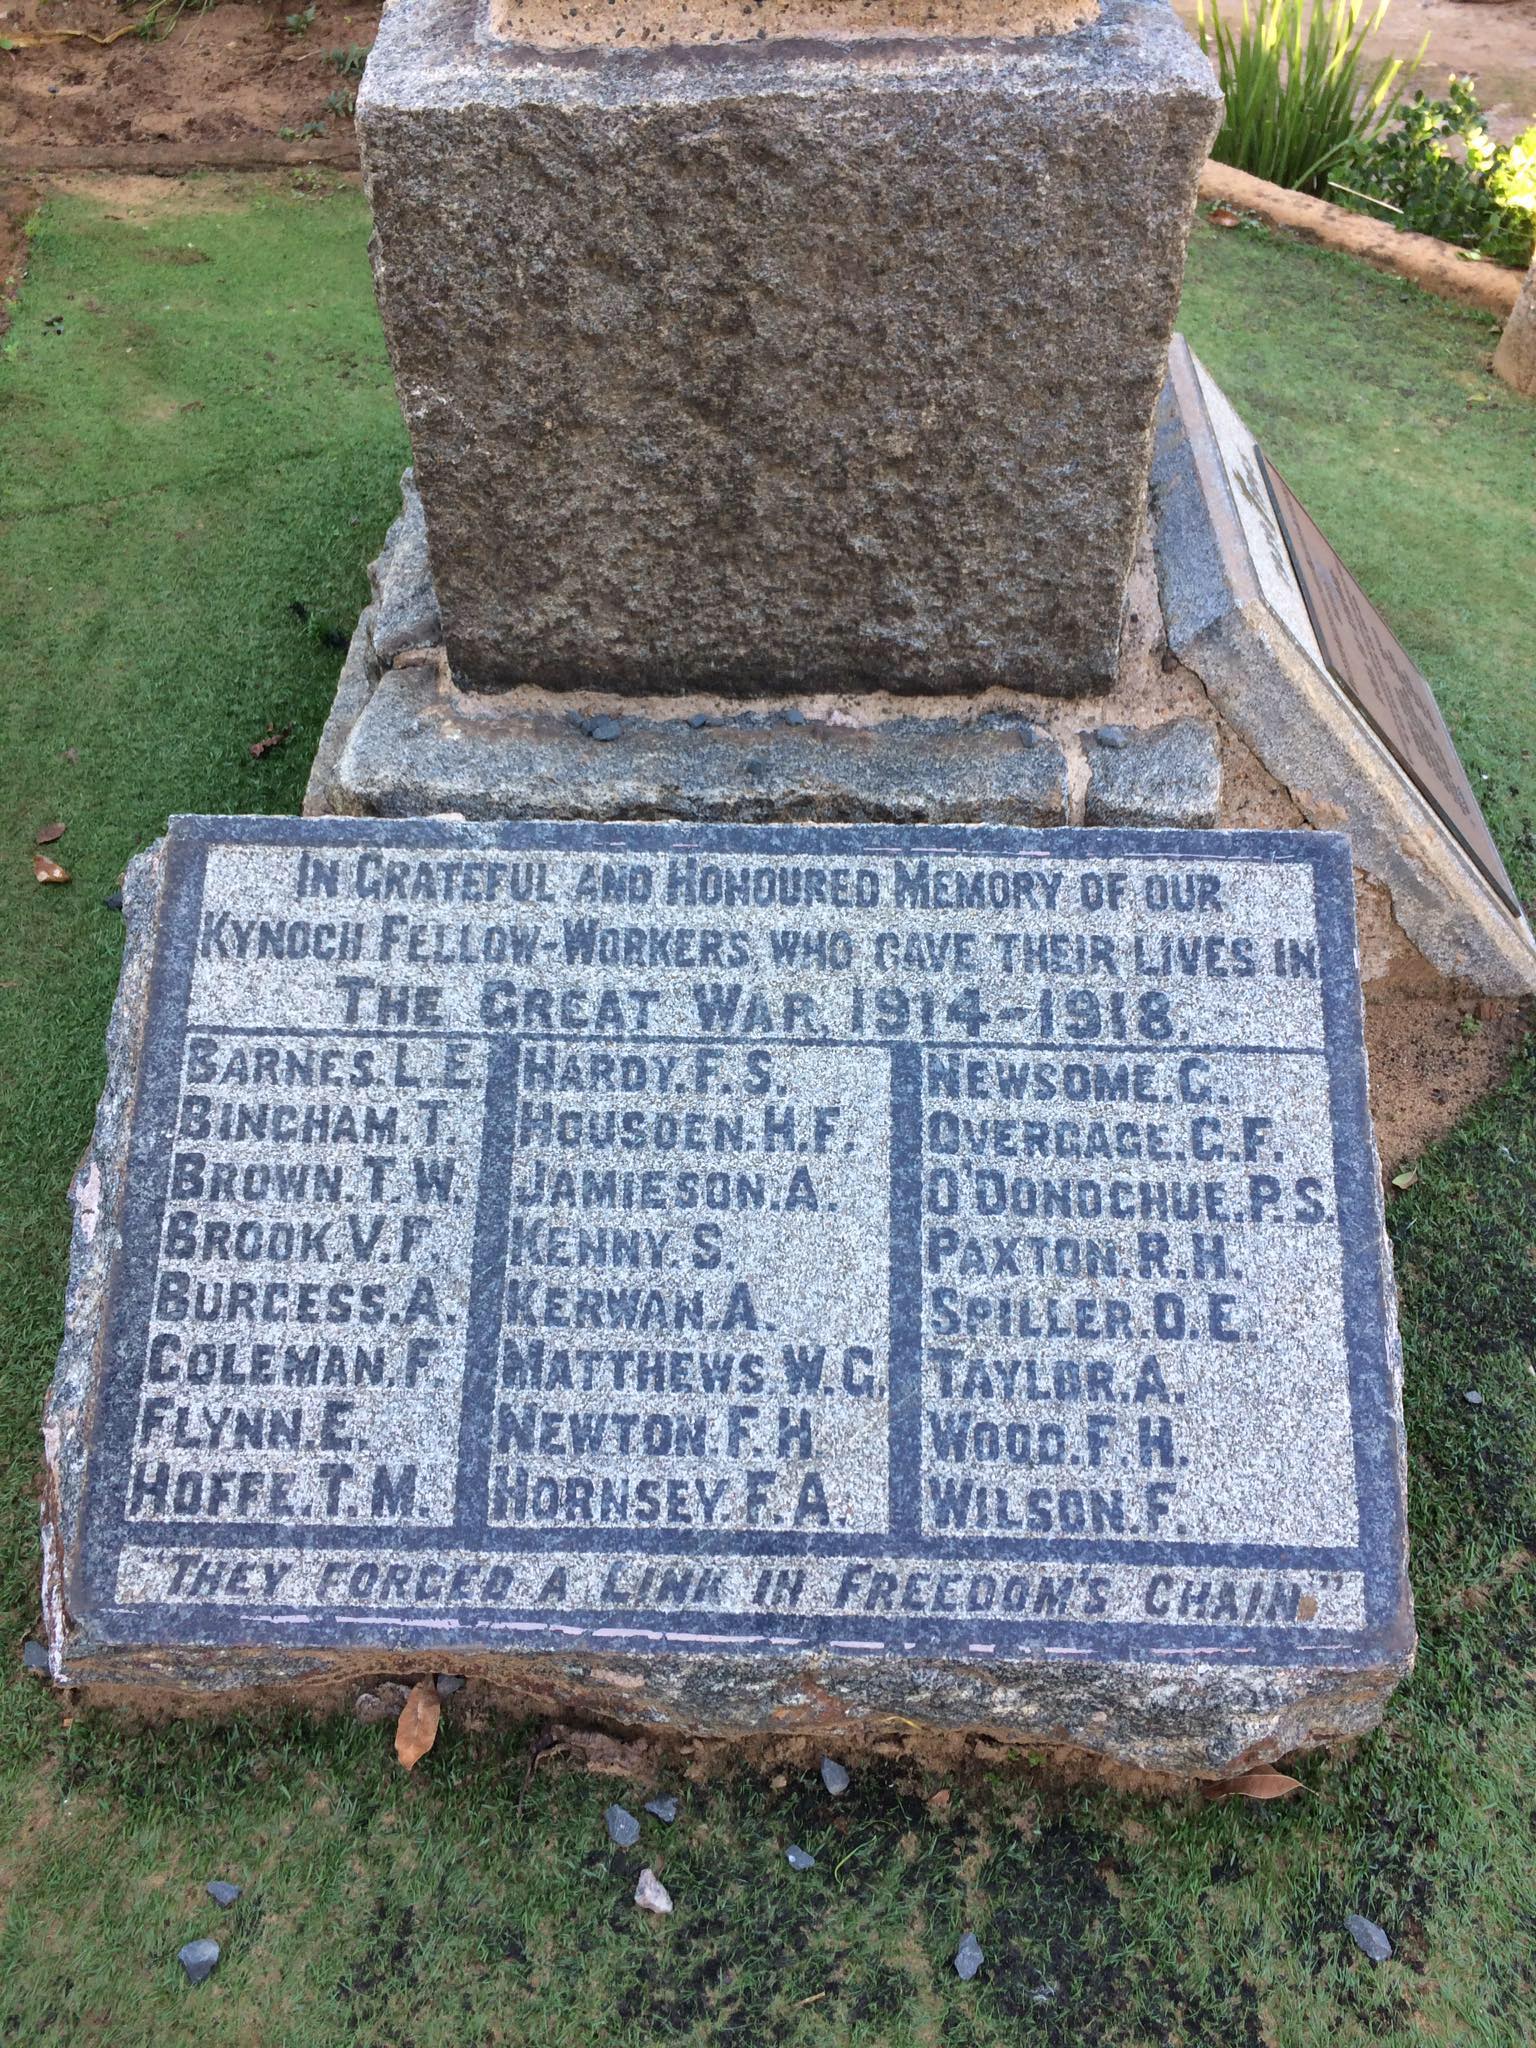 IN GRATEFUL AND HONOURED MEMORY OF OUR
KYNOCH FELLOW-WORKERS, WHO GAVE THEIR LIVES IN
THE GREAT WAR, 1914-1918.
BARNES. L. E.
BINGHAM. T.
BROWN. T. W.
BROOK. V. F.
BURGESS. A.
COLEMAN. F.
FLYNN. E.
HOFFE. T. M.
HARDY. F. S.
HOUSDEN. H. F.
JAMIESON. A.
KENNY. S.
KERWAN. A.
MATTHEWS. W. G.
NEWTON. F. H
HORNSEY. F. A.
NEWSOME. G.
OVERGAGE. C. F.
O'DONOCHUE. P. S.
PAXTON. R. H.
SPILLER. O. E.
TAYLOR. A.
WOOD. F. H.
WILSON. F.
"THEY FORGED A LINK IN FREEDOM'S CHAIN"